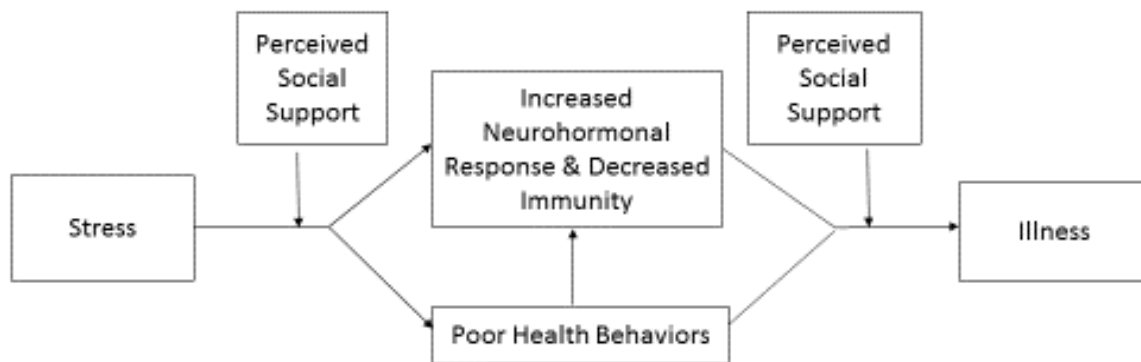 Perceived
Social
Support
Perceived
Social
Support
Increased
Neurohormonal
Response & Decreased
Immunity
Stress
Illness
Poor Health Behaviors